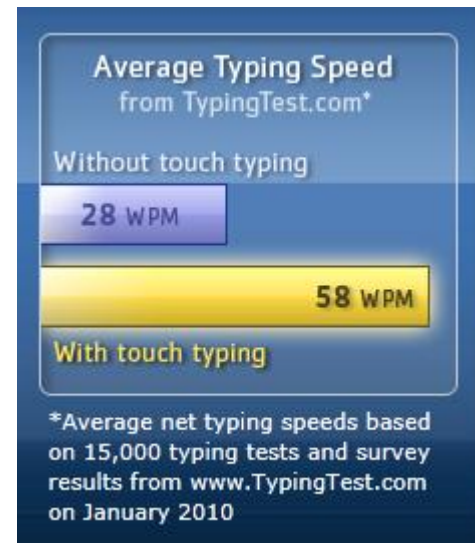 Average Typing Speed
from TypingTest.com*
Without touch typing
28 WPM
58 WPM
With touch typing
*Average net typing speeds based
on 15,000 typing tests and survey
results from www.TypingTest.com
on January 2010